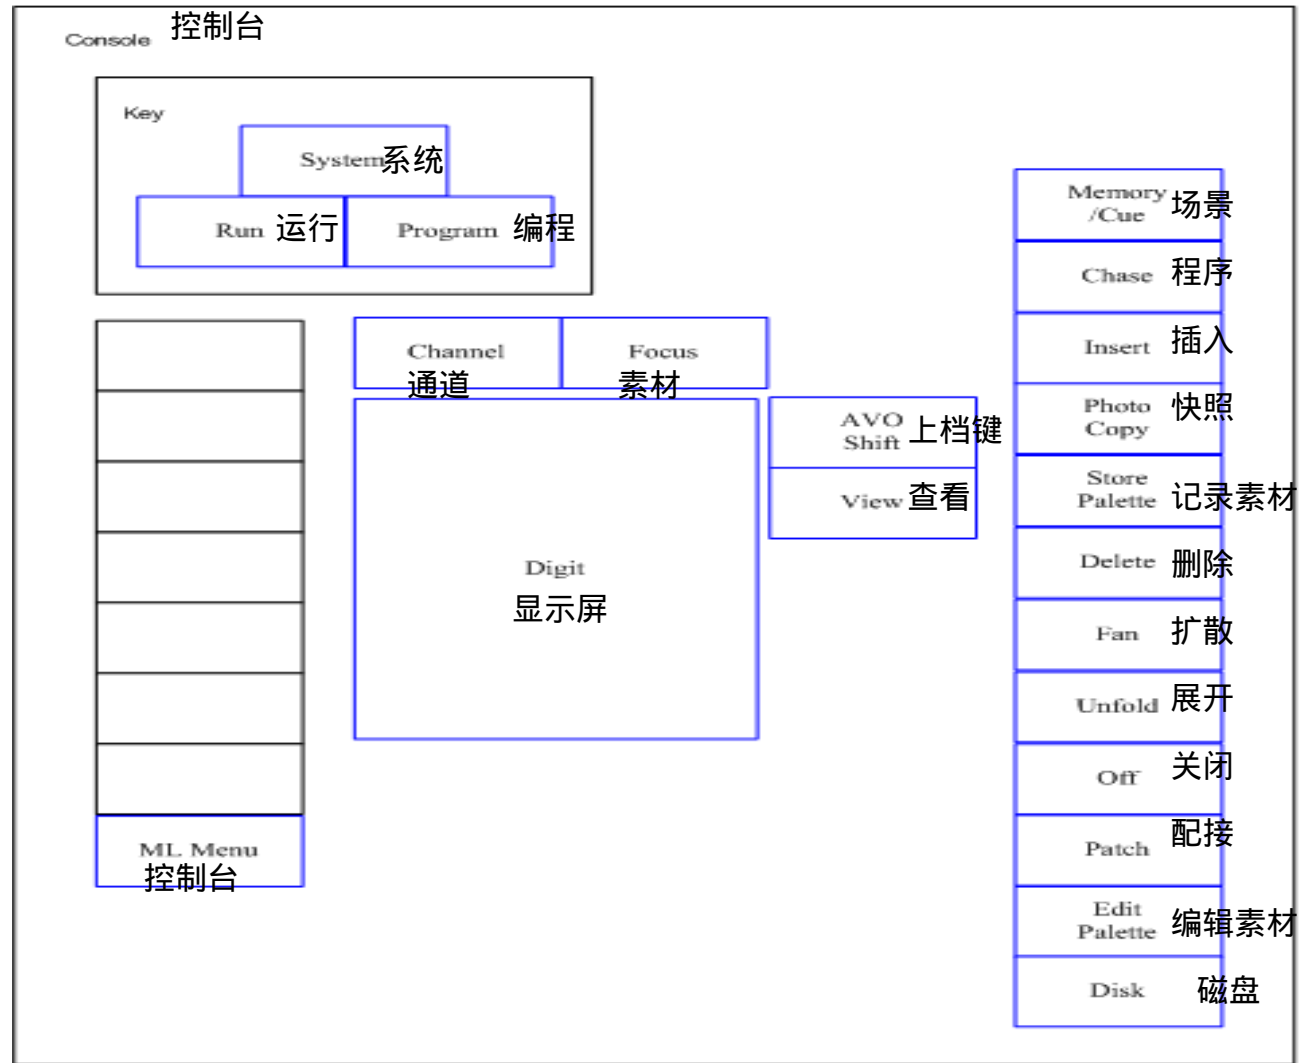 Console 控制台
Key
System系统
Run 运行
Program 编程
Channel
通道
Focus
素材
AVO
Shift 上档键
View 查看
Digit
显示屏
ML Menu
控制台
Memory
/Cue 场景
Chase 程序
Insert 插入
Photo
Copy 快照
Store
Palette 记录素材
Delete 删除
Fan 扩散
Unfold 展开
Off 关闭
Patch 配接
Edit
Palette 编辑素材
Disk 磁盘